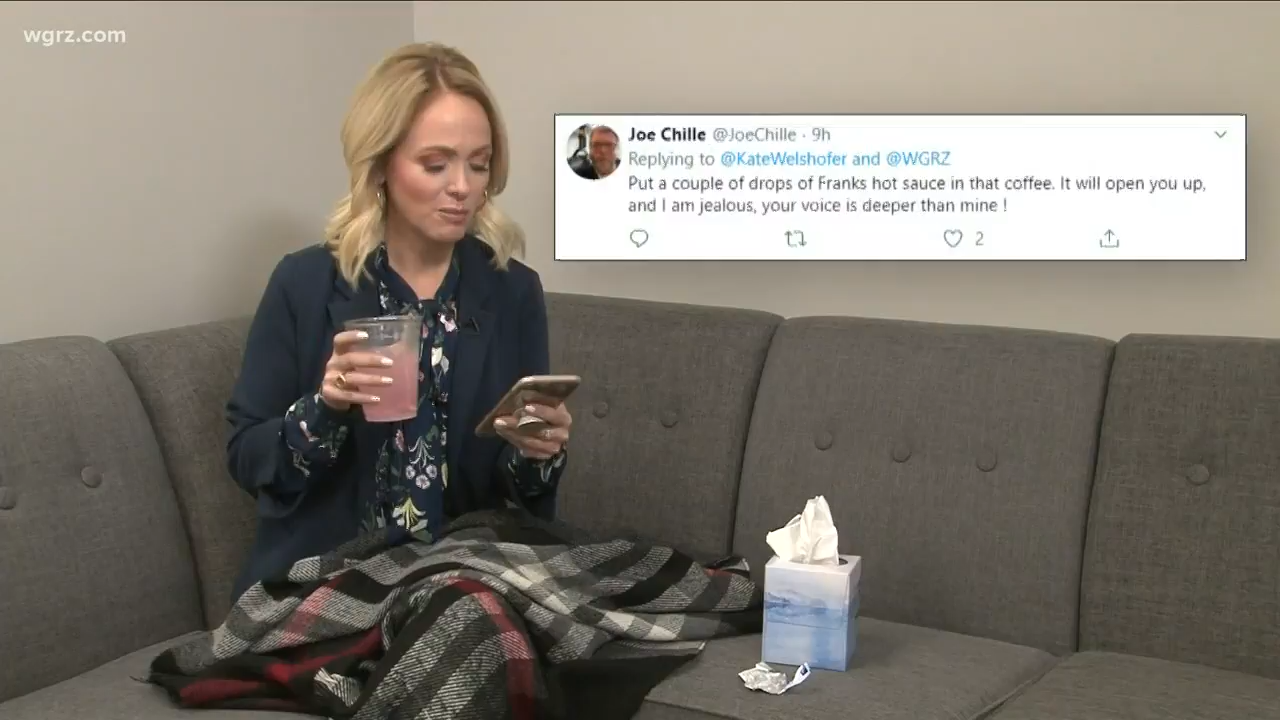 wgrz.com
Joe Chille @JoeChille · 9h
Replying to @KateWelshofer and @WGRZ
Put a couple of drops of Franks hot sauce in that coffee. It will open you up,
and I am jealous, your voice is deeper than mine !
2